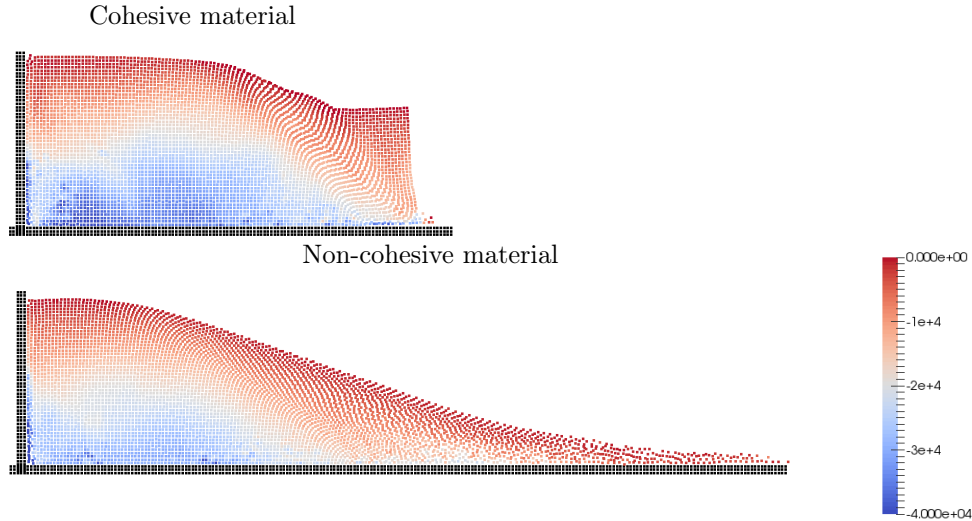 Cohesive material
Non-cohesive material
0.000e+00
-1e+4
-2e+4
-3e+4
-4.000e+04